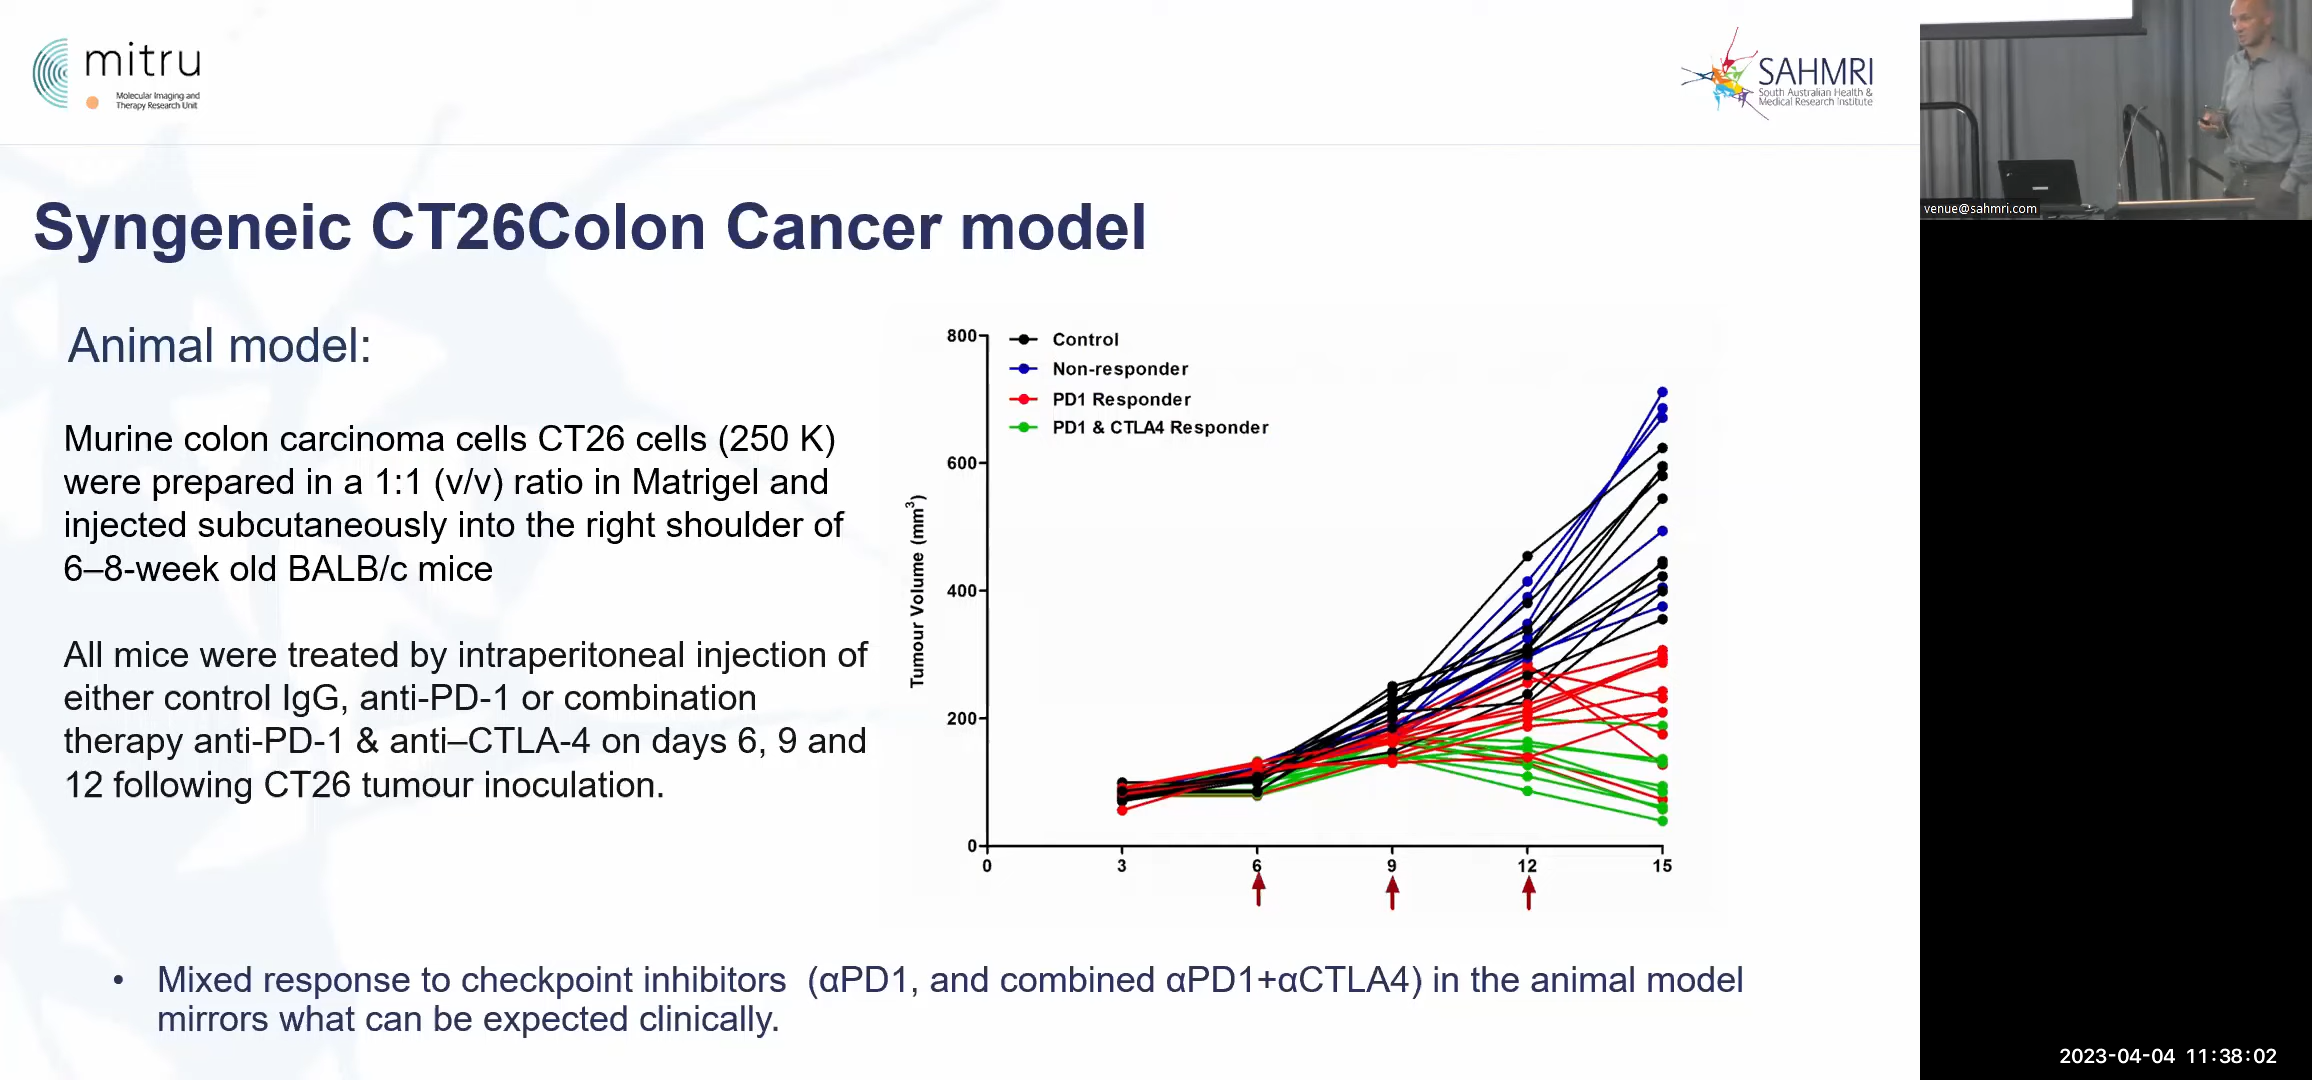 mitru
Molecular Imaging and
Therapy Research Unit
SAHMRI
South Australian Health &
Medical Research Institute
venue@sahmri.com
Syngeneic CT26Colon Cancer model
Animal model:
Murine colon carcinoma cells CT26 cells (250 K)
were prepared in a 1:1 (v/v) ratio in Matrigel and
injected subcutaneously into the right shoulder of
6–8-week old BALB/c mice
All mice were treated by intraperitoneal injection of
either control IgG, anti-PD-1 or combination
therapy anti-PD-1 & anti–CTLA-4 on days 6, 9 and
12 following CT26 tumour inoculation.
Control
Non-responder
PD1 Responder
PD1 & CTLA4 Responder
Tumour Volume (mm³)
800
600
400
200
0
0 3 6 9 12 15
• Mixed response to checkpoint inhibitors (αPD1, and combined αPD1+αCTLA4) in the animal model
mirrors what can be expected clinically.
2023-04-04 11:38:02